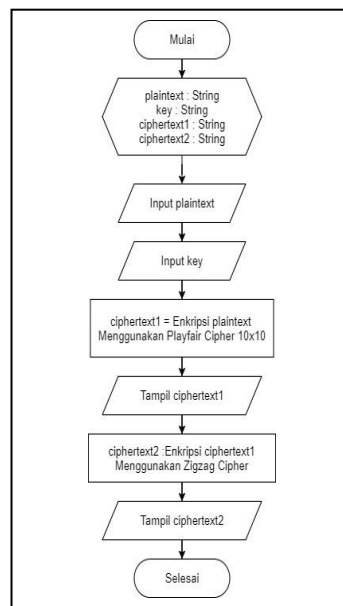 Mulai
plaintext : String
key : String
ciphertext1 : String
ciphertext2 : String
Input plaintext
Input key
ciphertext1 = Enkripsi plaintext
Menggunakan Playfair Cipher 10x10
Tampil ciphertext1
ciphertext2 :Enkripsi ciphertext1
Menggunakan Zigzag Cipher
Tampil ciphertext2
Selesai